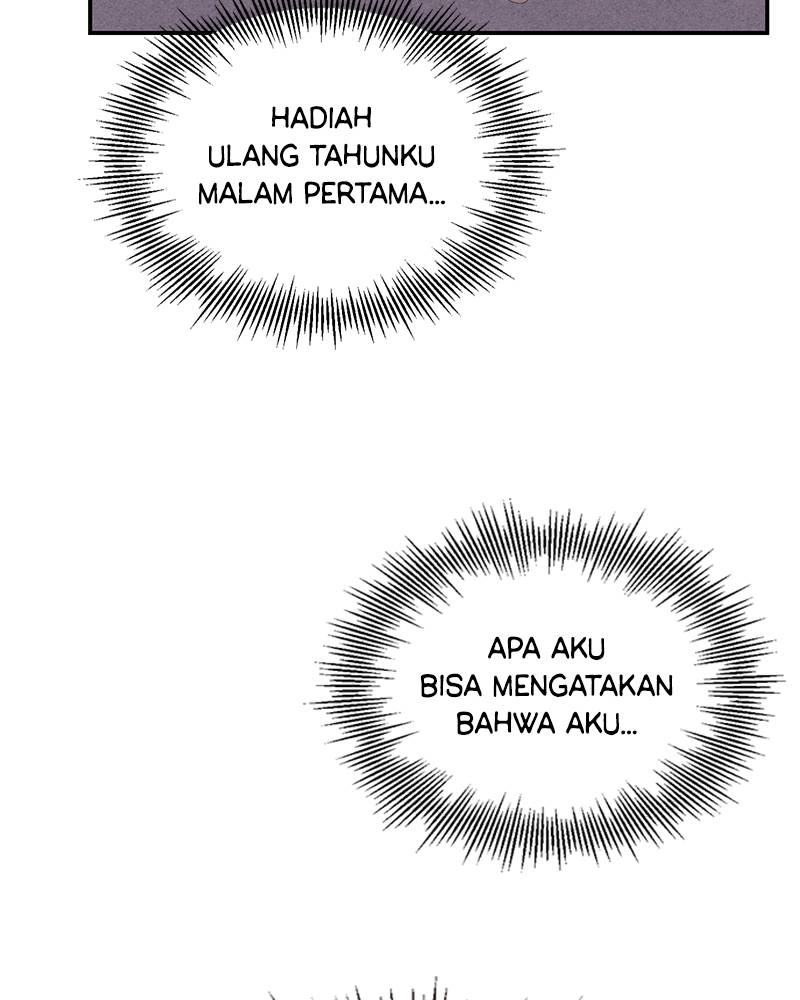 HADIAH
ULANG TAHUNKU
MALAM PERTAMA...
APA AKU
BISA MENGATAKAN
BAHWA AKU...